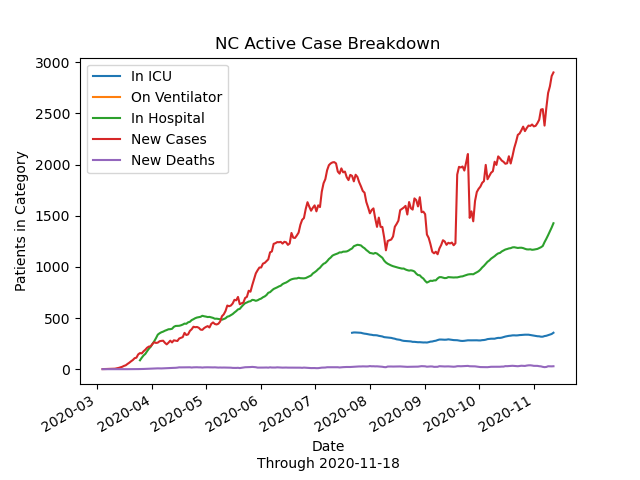 NC Active Case Breakdown
In ICU
On Ventilator
In Hospital
New Cases
New Deaths
Patients in Category
3000
2500
2000
1500
1000
500
0
2020-03
2020-04
2020-05
2020-06
2020-07
2020-08
2020-09
2020-10
2020-11
Date
Through 2020-11-18